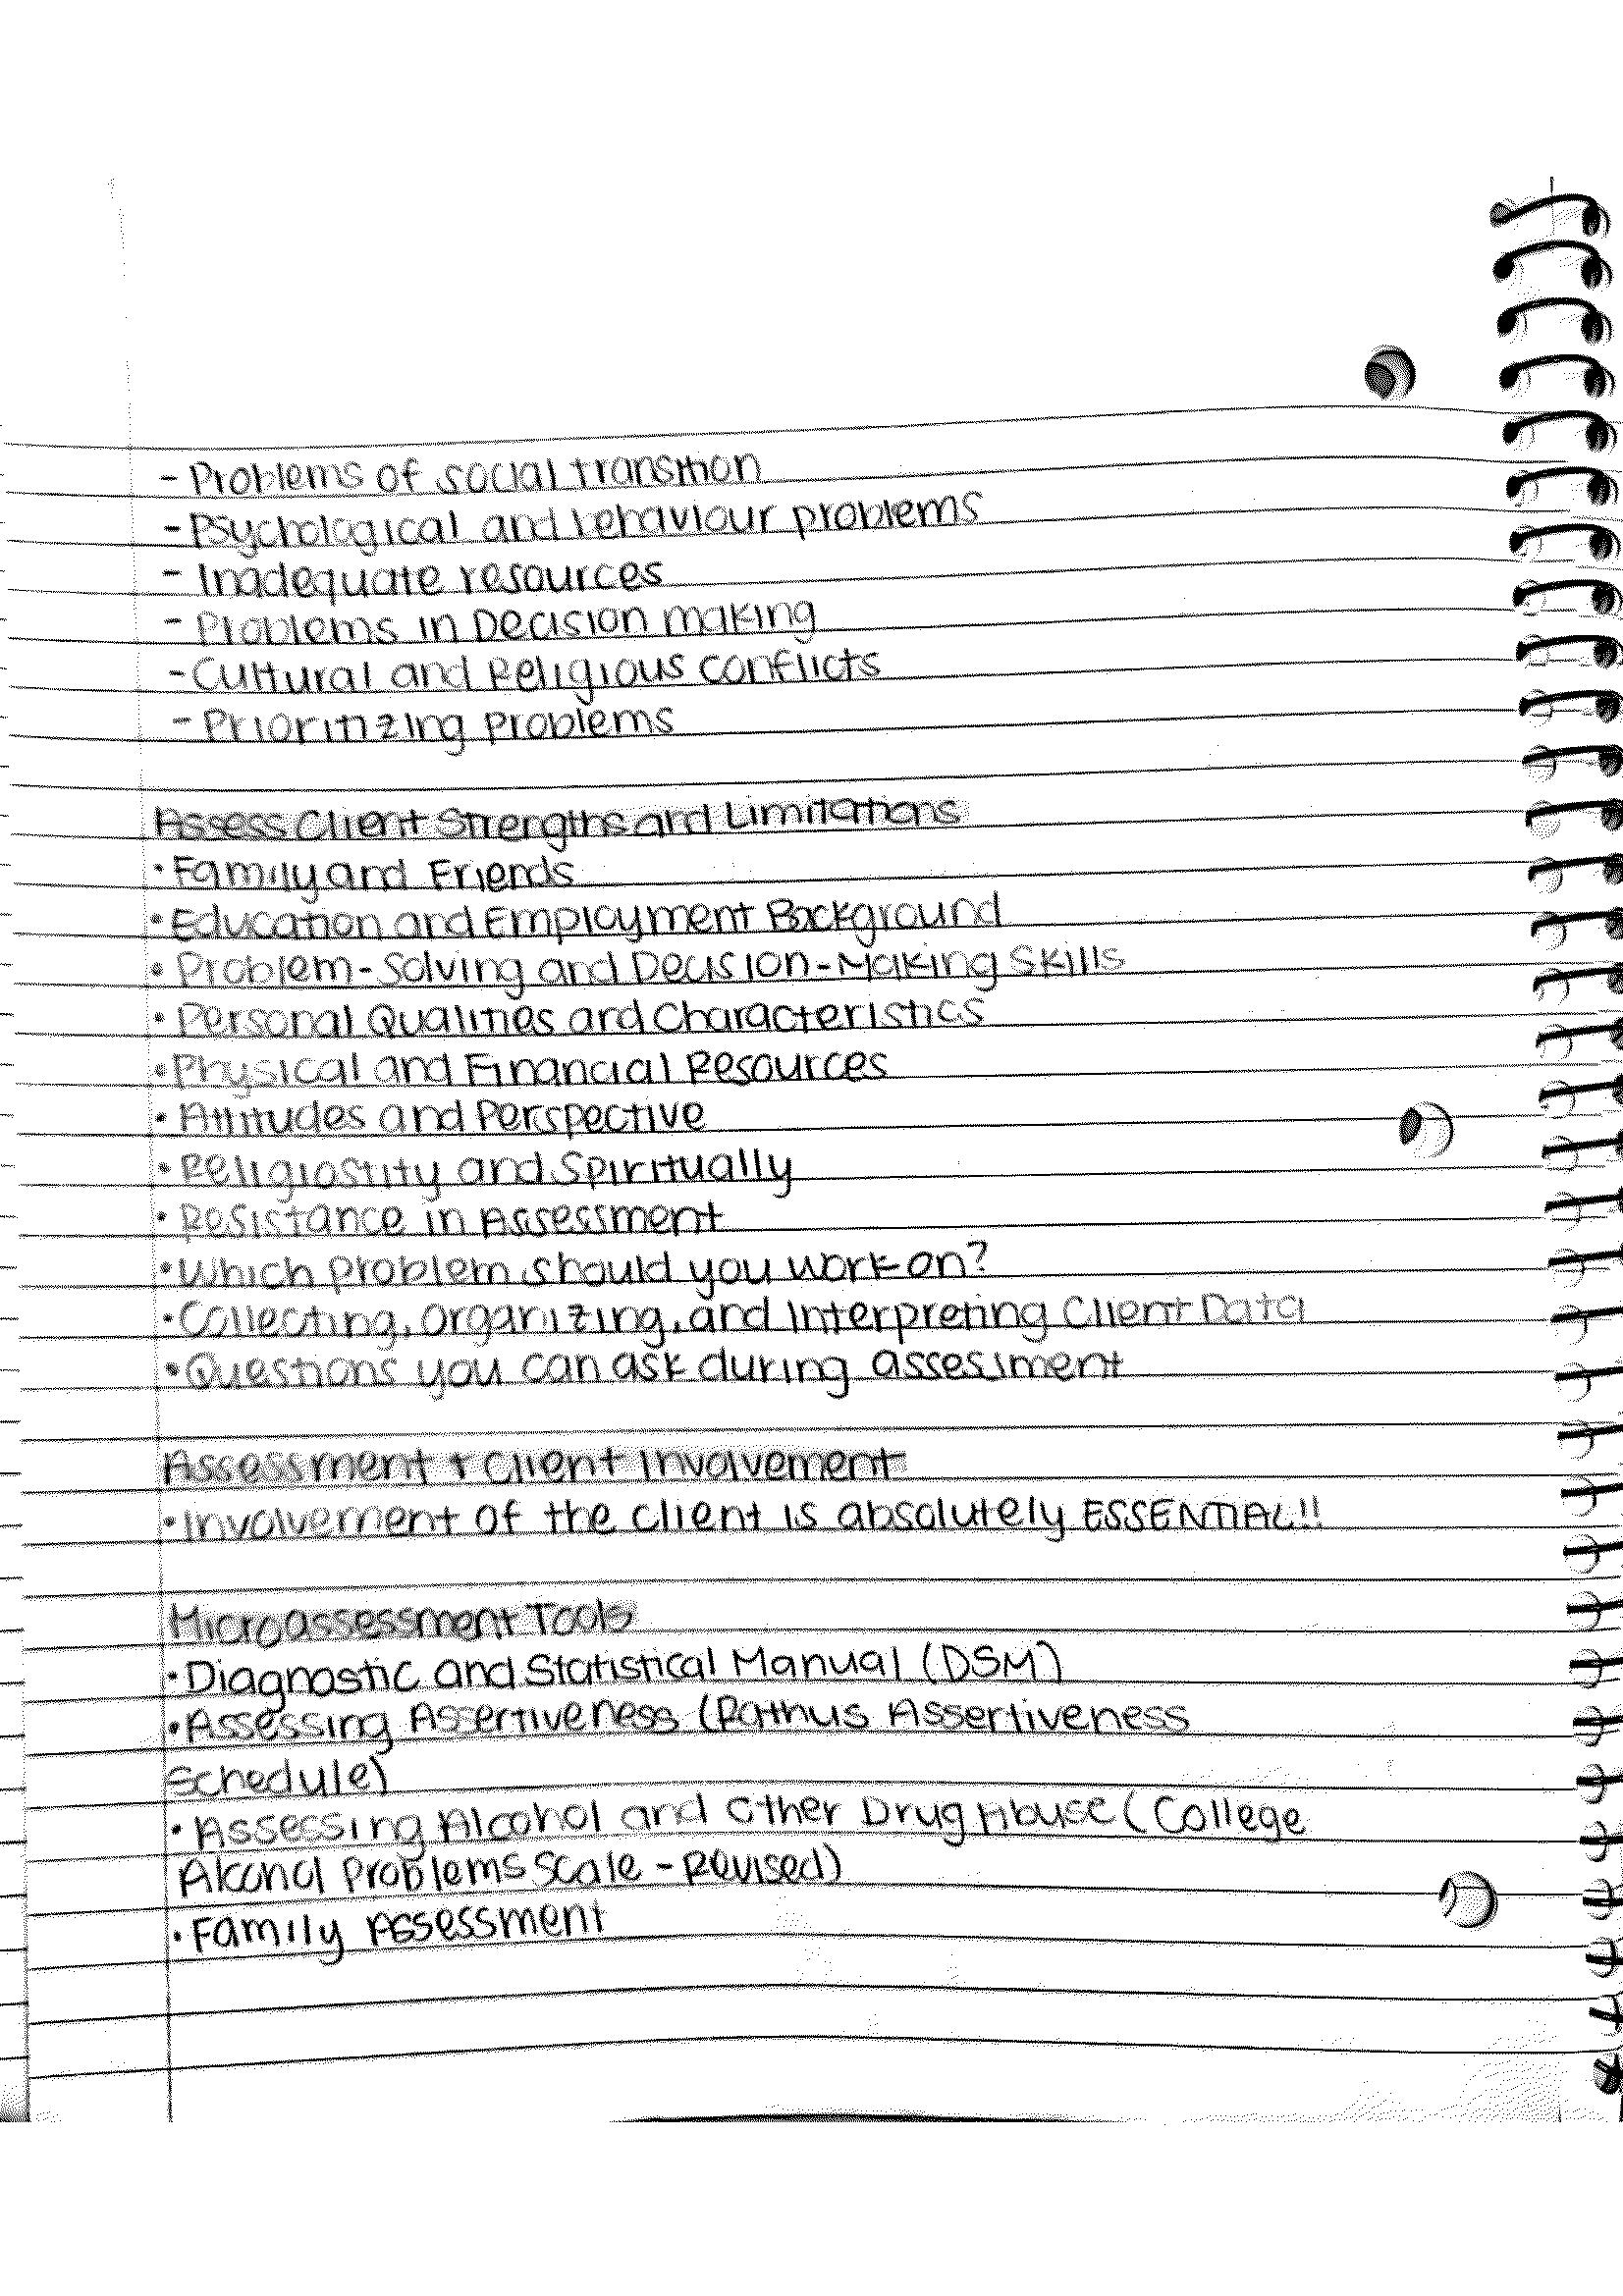 - Problems of social transition
- Psychological and behaviour problems
- Inadequate resources
- Problems in Decision making
- Cultural and Religious conflicts
- Prioritizing problems
Assess Client Strengths and Limitations
• Family and Friends
• Education and Employment Background
• Problem-Solving and Decision-Making Skills
• Personal Qualities and Characteristics
• Physical and Financial Resources
• Attitudes and Perspective
• Religiostity and Spiritually
• Resistance in Assessment
• Which problem should you work on?
• Collecting, organizing, and Interpreting Client Data
• Questions you can ask during assessment
Assessment + Client Involvement
• Involvement of the client is absolutely ESSENTIAL!!
Microassessment Tools
• Diagnostic and Statistical Manual (DSM)
• Assessing Assertiveness (Rathus Assertiveness
Schedule)
• Assessing Alcohol and Other Drug Abuse (College
Alcohol Problems Scale - Revised)
• Family Assessment